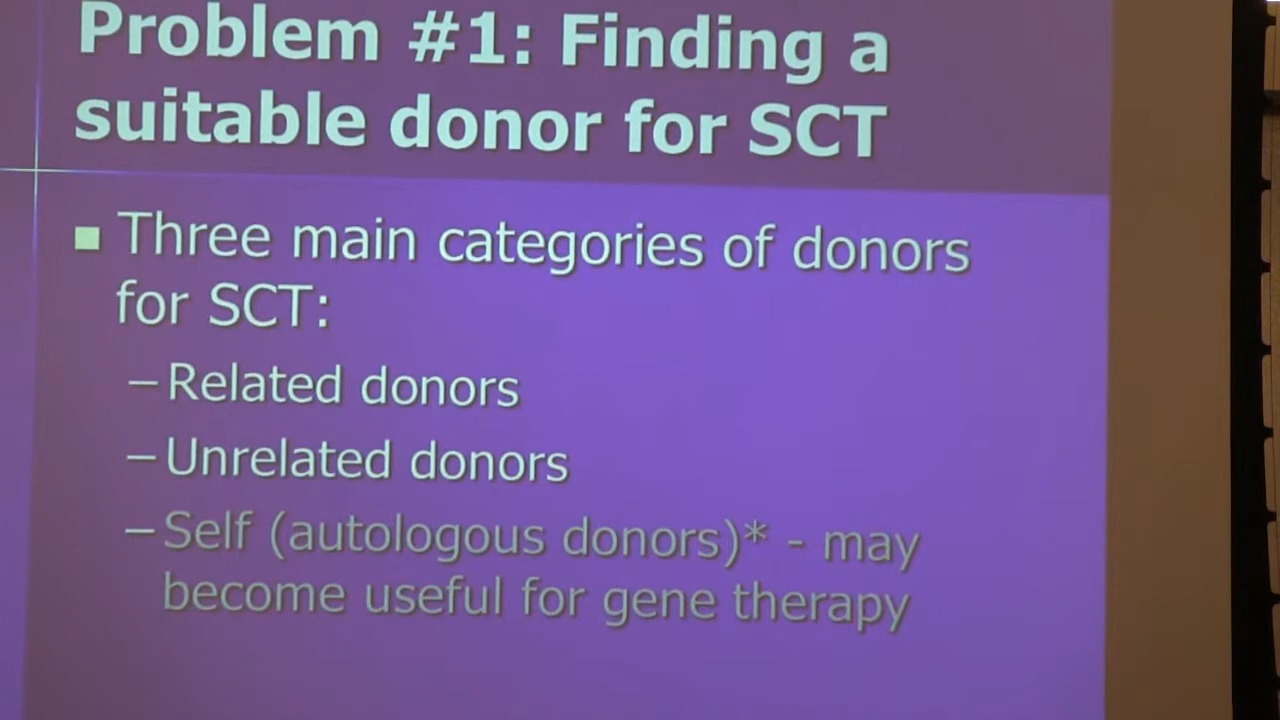 Problem #1: Finding a
suitable donor for SCT
Three main categories of donors
for SCT:
– Related donors
– Unrelated donors
– Self (autologous donors)* - may
become useful for gene therapy